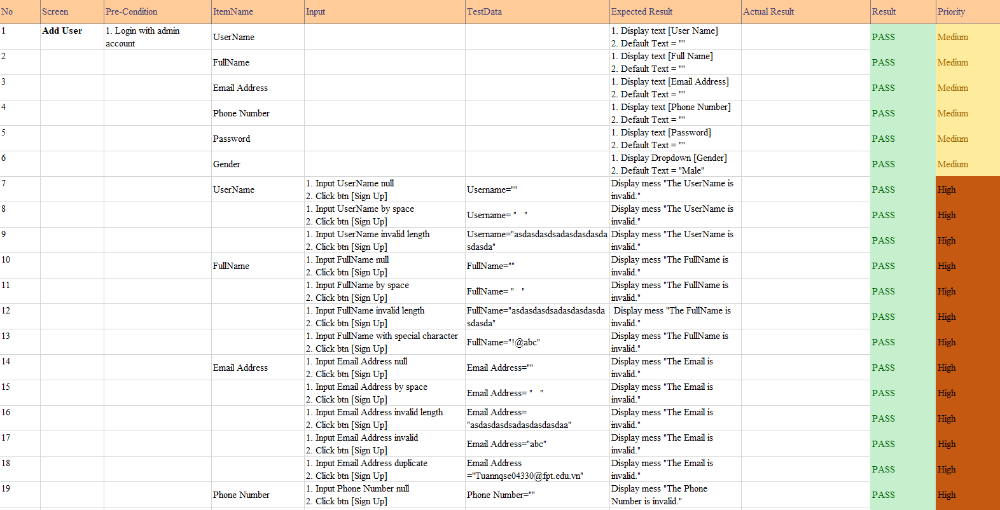 No Screen Pre-Condition ItemName Input TestData Expected Result Actual Result Result Priority
1 Add User 1. Login with admin account UserName 1. Display text [User Name] PASS Medium
2. Default Text = ""
2 FullName 1. Display text [Full Name] PASS Medium
2. Default Text = ""
3 Email Address 1. Display text [Email Address] PASS Medium
2. Default Text = ""
4 Phone Number 1. Display text [Phone Number] PASS Medium
2. Default Text = ""
5 Password 1. Display text [Password] PASS Medium
2. Default Text = ""
6 Gender 1. Display Dropdown [Gender] PASS Medium
2. Default Text = "Male"
7 UserName 1. Input UserName null
2. Click btn [Sign Up] Username="" Display mess "The UserName is
invalid." PASS High
8 1. Input UserName by space
2. Click btn [Sign Up] Username= "   " Display mess "The UserName is
invalid." PASS High
9 1. Input UserName invalid length
2. Click btn [Sign Up] Username="asdasdasdsadasdasdasda
sdasda" Display mess "The UserName is
invalid." PASS High
10 FullName 1. Input FullName null
2. Click btn [Sign Up] FullName="" Display mess "The FullName is
invalid." PASS High
11 1. Input FullName by space
2. Click btn [Sign Up] FullName= "   " Display mess "The FullName is
invalid." PASS High
12 1. Input FullName invalid length
2. Click btn [Sign Up] FullName="asdasdasdsadasdasdasda
sdasda" Display mess "The FullName is
invalid." PASS High
13 1. Input FullName with special character
2. Click btn [Sign Up] FullName="!@abc" Display mess "The FullName is
invalid." PASS High
14 Email Address 1. Input Email Address null
2. Click btn [Sign Up] Email Address="" Display mess "The Email is
invalid." PASS High
15 1. Input Email Address by space
2. Click btn [Sign Up] Email Address= "   " Display mess "The Email is
invalid." PASS High
16 1. Input Email Address invalid length
2. Click btn [Sign Up] Email Address=
"asdasdasdsadasdasdasdaa" Display mess "The Email is
invalid." PASS High
17 1. Input Email Address invalid
2. Click btn [Sign Up] Email Address="abc" Display mess "The Email is
invalid." PASS High
18 1. Input Email Address duplicate
2. Click btn [Sign Up] Email Address
="Tuannqse04330@fpt.edu.vn" Display mess "The Email is
invalid." PASS High
19 Phone Number 1. Input Phone Number null
2. Click btn [Sign Up] Phone Number="" Display mess "The Phone
Number is invalid." PASS High